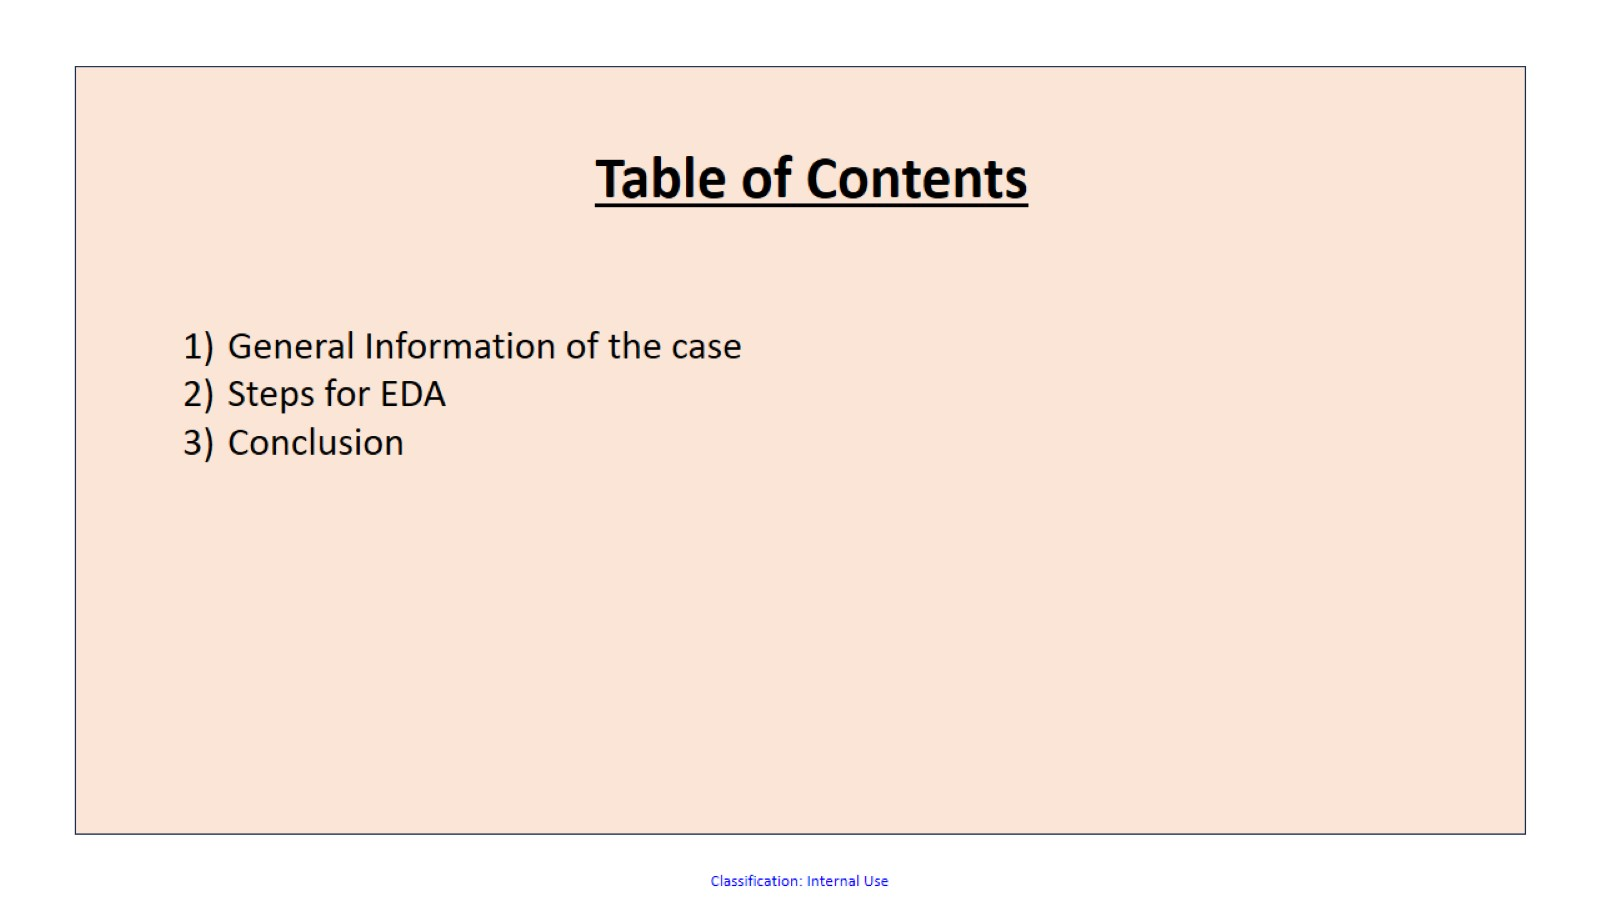 Table of Contents
1) General Information of the case
2) Steps for EDA
3) Conclusion
Classification: Internal Use